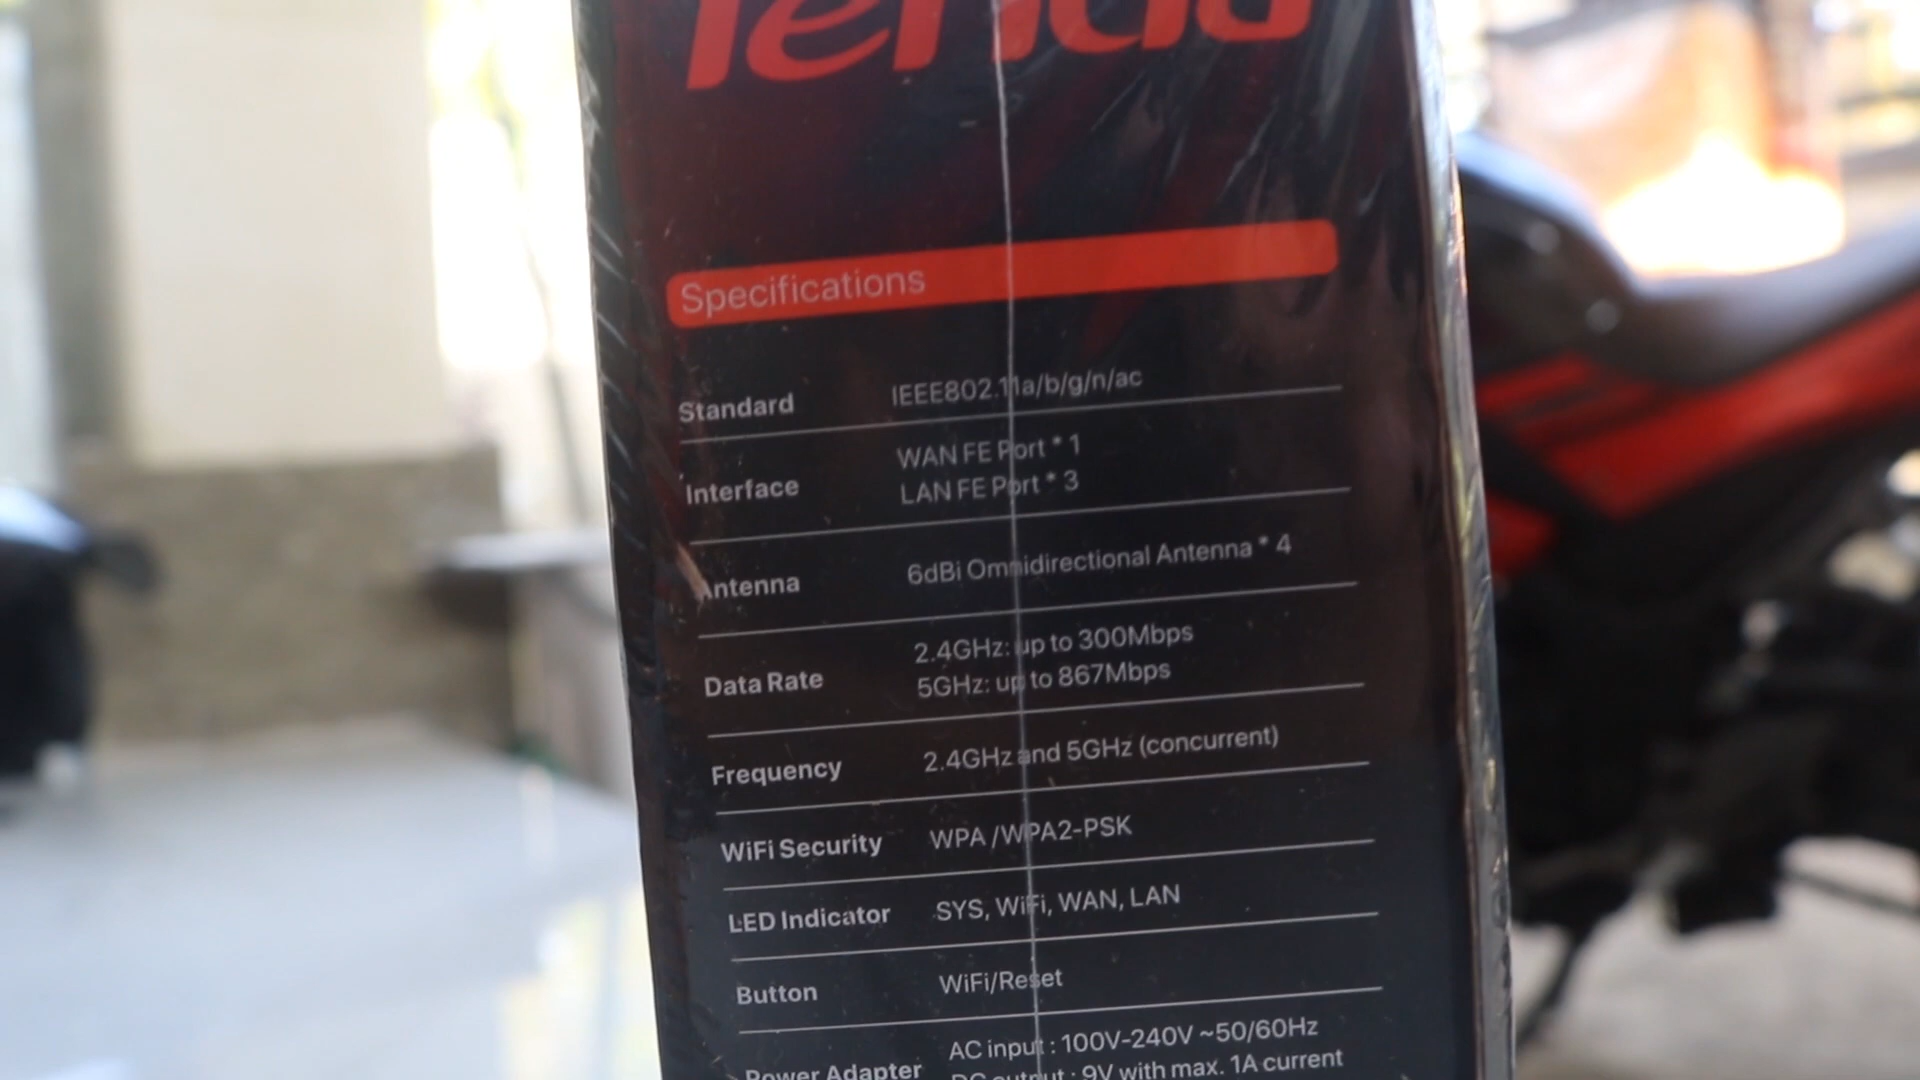 Tenda
Specifications
Standard IEEE802.11a/b/g/n/ac
Interface WAN FE Port * 1
LAN FE Port * 3
Antenna 6dBi Omnidirectional Antenna * 4
Data Rate 2.4GHz: up to 300Mbps
5GHz: up to 867Mbps
Frequency 2.4GHz and 5GHz (concurrent)
WiFi Security WPA /WPA2-PSK
LED Indicator SYS, WiFi, WAN, LAN
Button WiFi/Reset
Power Adapter AC input : 100V-240V ~50/60Hz
DC output : 9V with max. 1A current